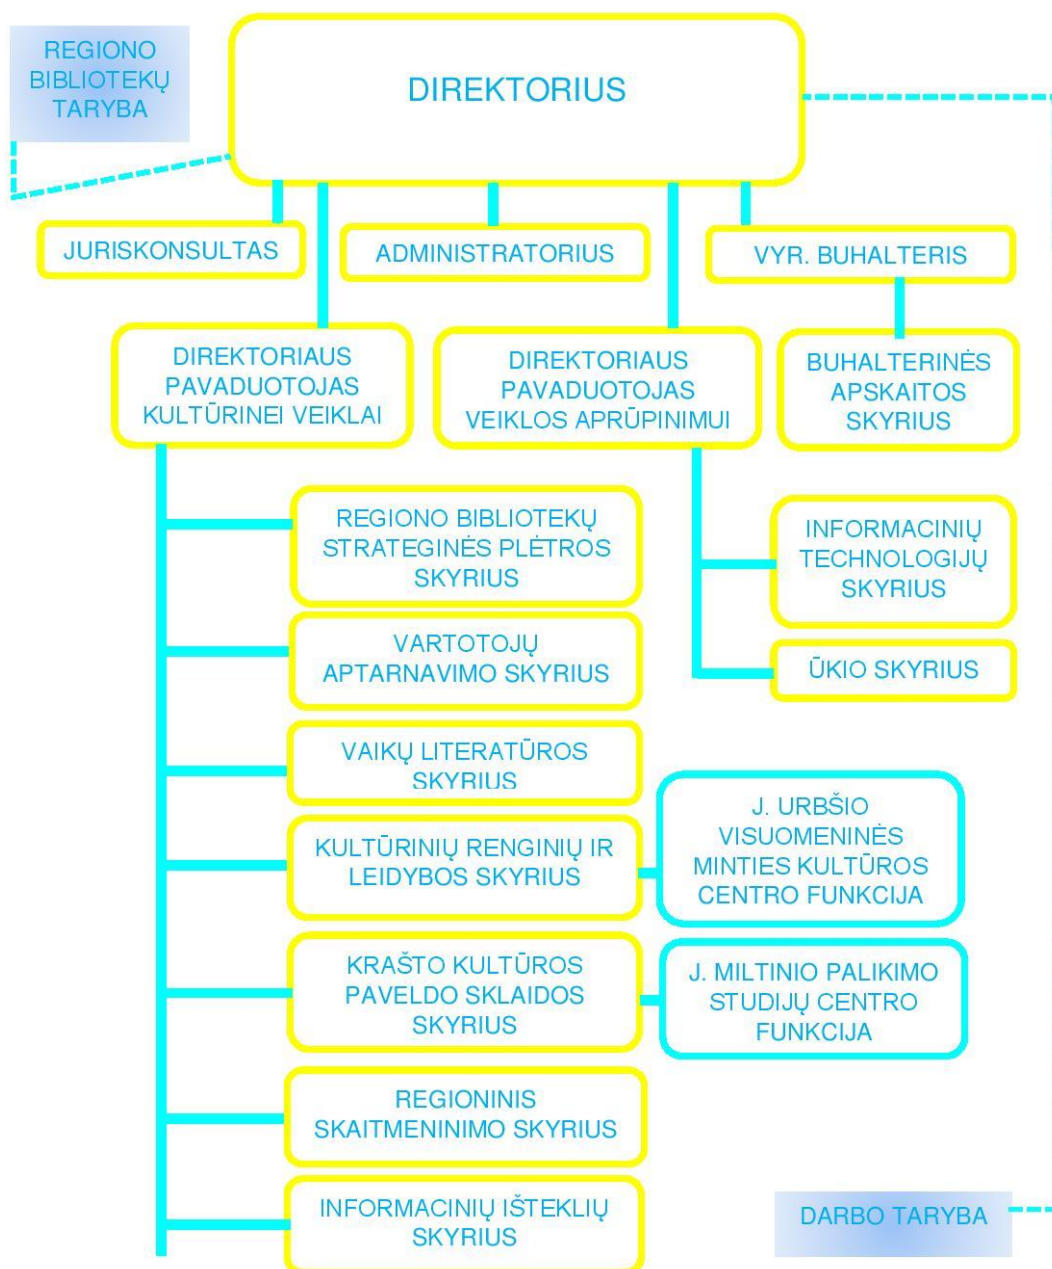 REGIONO
BIBLIOTEKŲ
TARYBA
DIREKTORIUS
JURISKONSULTAS
ADMINISTRATORIUS
VYR. BUHALTERIS
DIREKTORIAUS
PAVADUOTOJAS
KULTŪRINEI VEIKLAI
DIREKTORIAUS
PAVADUOTOJAS
VEIKLOS APRŪPINIMUI
BUHALTERINĖS
APSKAITOS
SKYRIUS
REGIONO BIBLIOTEKŲ
STRATEGINĖS PLĖTROS
SKYRIUS
INFORMACINIŲ
TECHNOLOGIJŲ
SKYRIUS
VARTOTOJŲ
APTARNAVIMO SKYRIUS
ŪKIO SKYRIUS
VAIKŲ LITERATŪROS
SKYRIUS
KULTŪRINIŲ RENGINIŲ IR
LEIDYBOS SKYRIUS
J. URBŠIO
VISUOMENINĖS
MINTIES KULTŪROS
CENTRO FUNKCIJA
KRAŠTO KULTŪROS
PAVELDO SKLAIDOS
SKYRIUS
J. MILTINIO PALIKIMO
STUDIJŲ CENTRO
FUNKCIJA
REGIONINIS
SKAITMENINIMO SKYRIUS
INFORMACINIŲ IŠTEKLIŲ
SKYRIUS
DARBO TARYBA